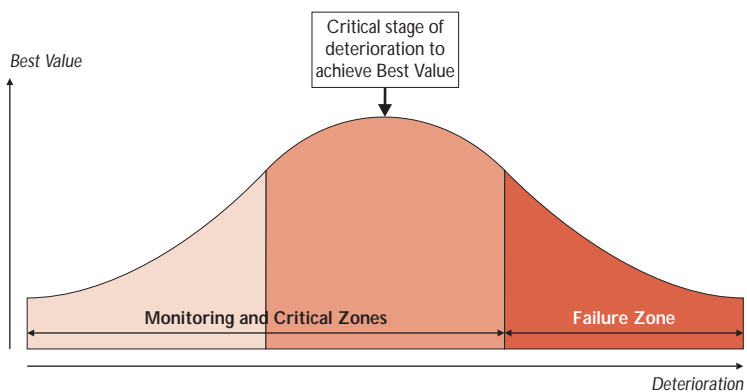 Critical stage of
deterioration to
achieve Best Value
Best Value
Monitoring and Critical Zones
Failure Zone
Deterioration